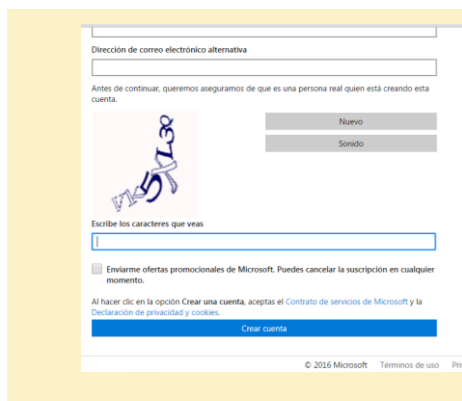 Dirección de correo electrónico alternativa
Antes de continuar, queremos asegurarnos de que es una persona real quien está creando esta
cuenta.
Nuevo
Sonido
Escribe los caracteres que veas
Enviarme ofertas promocionales de Microsoft. Puedes cancelar la suscripción en cualquier
momento.
Al hacer clic en la opción Crear una cuenta, aceptas el Contrato de servicios de Microsoft y la
Declaración de privacidad y cookies.
Crear cuenta
© 2016 Microsoft Términos de uso